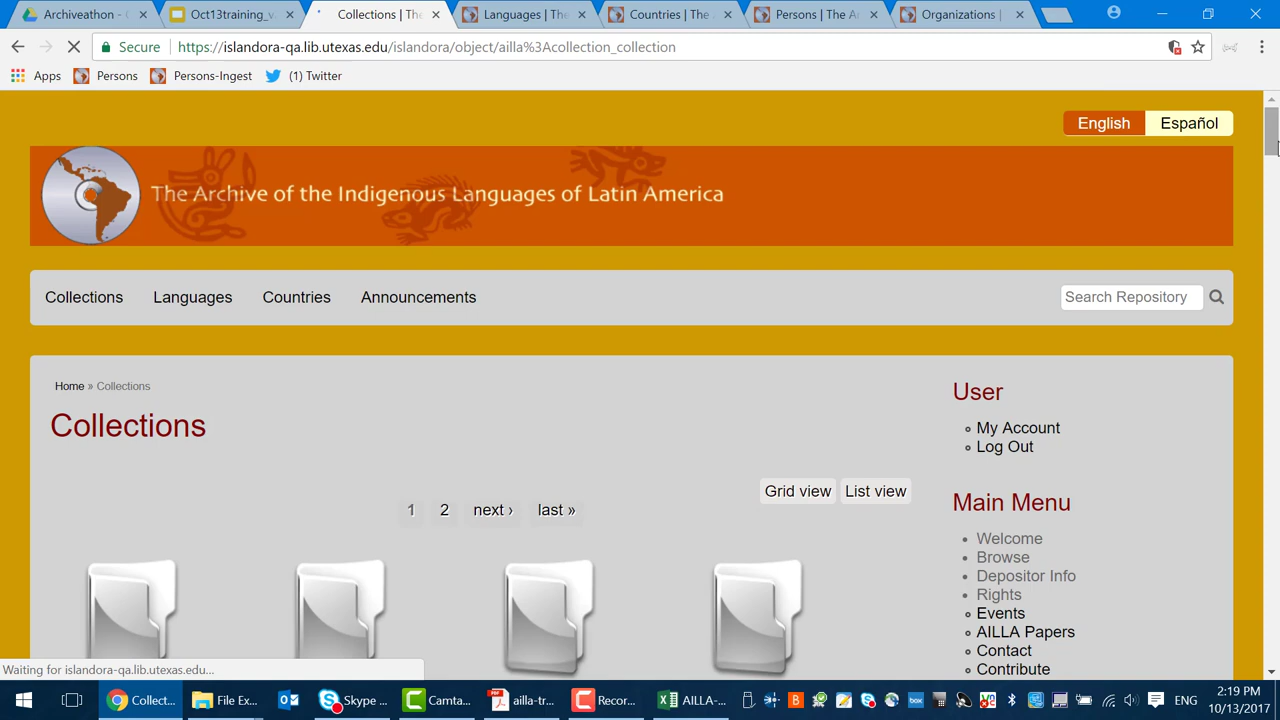 Archiveathon -
Oct13training_v
Collections | The
Languages | The
Countries | The A
Persons | The Ar
Organizations |
Secure
https://islandora-qa.lib.utexas.edu/islandora/object/ailla%3Acollection_collection
Apps
Persons
Persons-Ingest
(1) Twitter
English
Español
The Archive of the Indigenous Languages of Latin America
Collections
Languages
Countries
Announcements
Search Repository
Home » Collections
Collections
Grid view
List view
1
2
next ›
last »
User
My Account
Log Out
Main Menu
Welcome
Browse
Depositor Info
Rights
Events
AILLA Papers
Contact
Contribute
Waiting for islandora-qa.lib.utexas.edu...
Collect...
File Ex...
Skype ...
Camta...
ailla-tr...
Recor...
AILLA-...
ENG
2:19 PM
10/13/2017